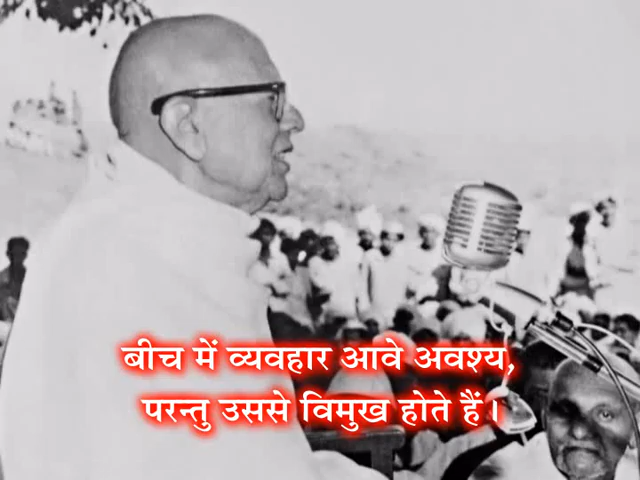 बीच में व्यवहार आवे अवश्य,
परन्तु उससे विमुख होते हैं।